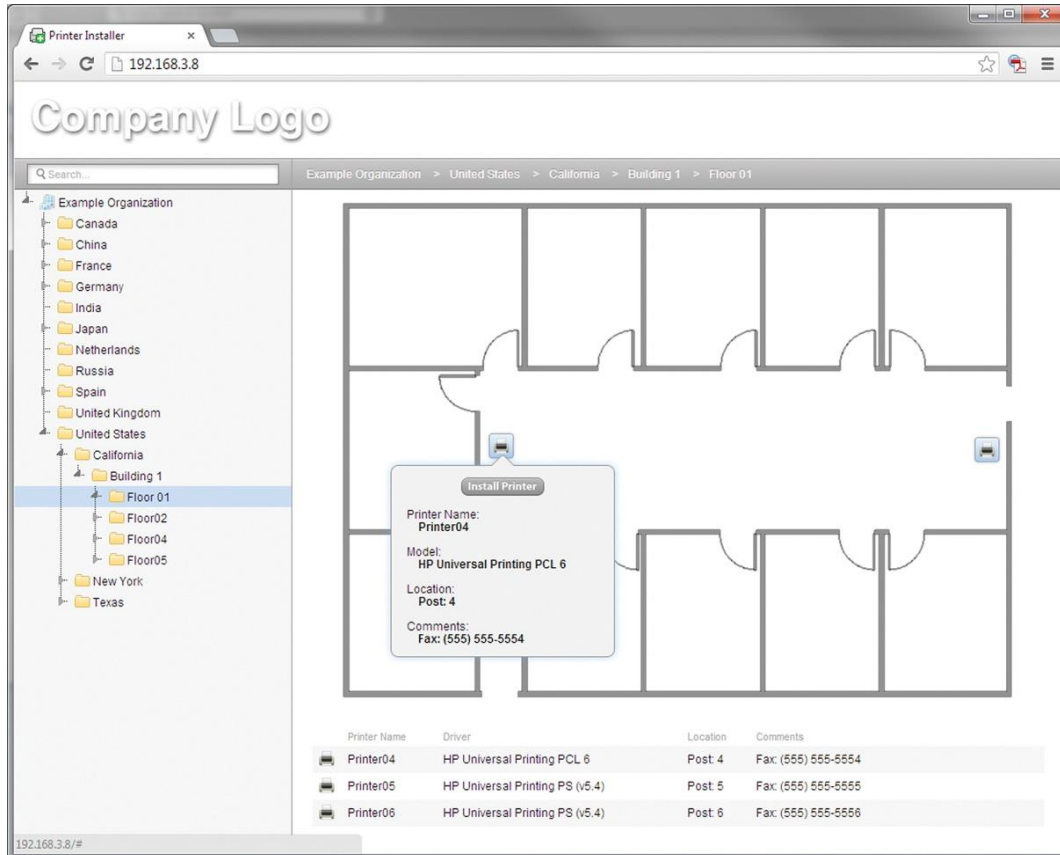 Printer Installer
192.168.3.8
Company Logo
Search...
Example Organization > United States > California > Building 1 > Floor 01
Example Organization
Canada
China
France
Germany
India
Japan
Netherlands
Russia
Spain
United Kingdom
United States
California
Building 1
Floor 01
Floor02
Floor04
Floor05
New York
Texas
Install Printer
Printer Name:
Printer04
Model:
HP Universal Printing PCL 6
Location:
Post: 4
Comments:
Fax: (555) 555-5554
Printer Name Driver Location Comments
Printer04 HP Universal Printing PCL 6 Post: 4 Fax: (555) 555-5554
Printer05 HP Universal Printing PS (v5.4) Post: 5 Fax: (555) 555-5555
Printer06 HP Universal Printing PS (v5.4) Post: 6 Fax: (555) 555-5556
192.168.3.8/#